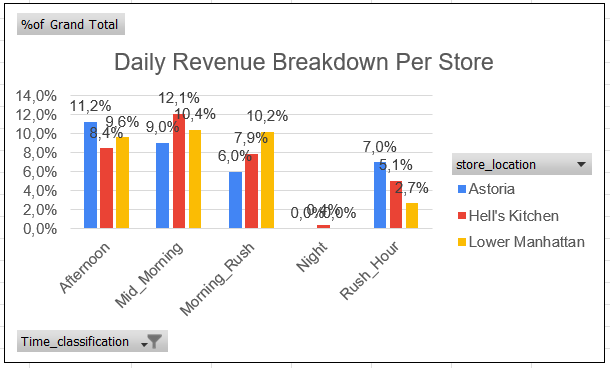 %of Grand Total
Daily Revenue Breakdown Per Store
14,0%
12,0%
10,0%
8,0%
6,0%
4,0%
2,0%
0,0%
11,2%
8,4%
9,6%
9,0%
12,1%
10,4%
6,0%
7,9%
10,2%
0,0%
0,4%
0,0%
7,0%
5,1%
2,7%
Afternoon
Mid_Morning
Morning_Rush
Night
Rush_Hour
store_location
Astoria
Hell's Kitchen
Lower Manhattan
Time_classification